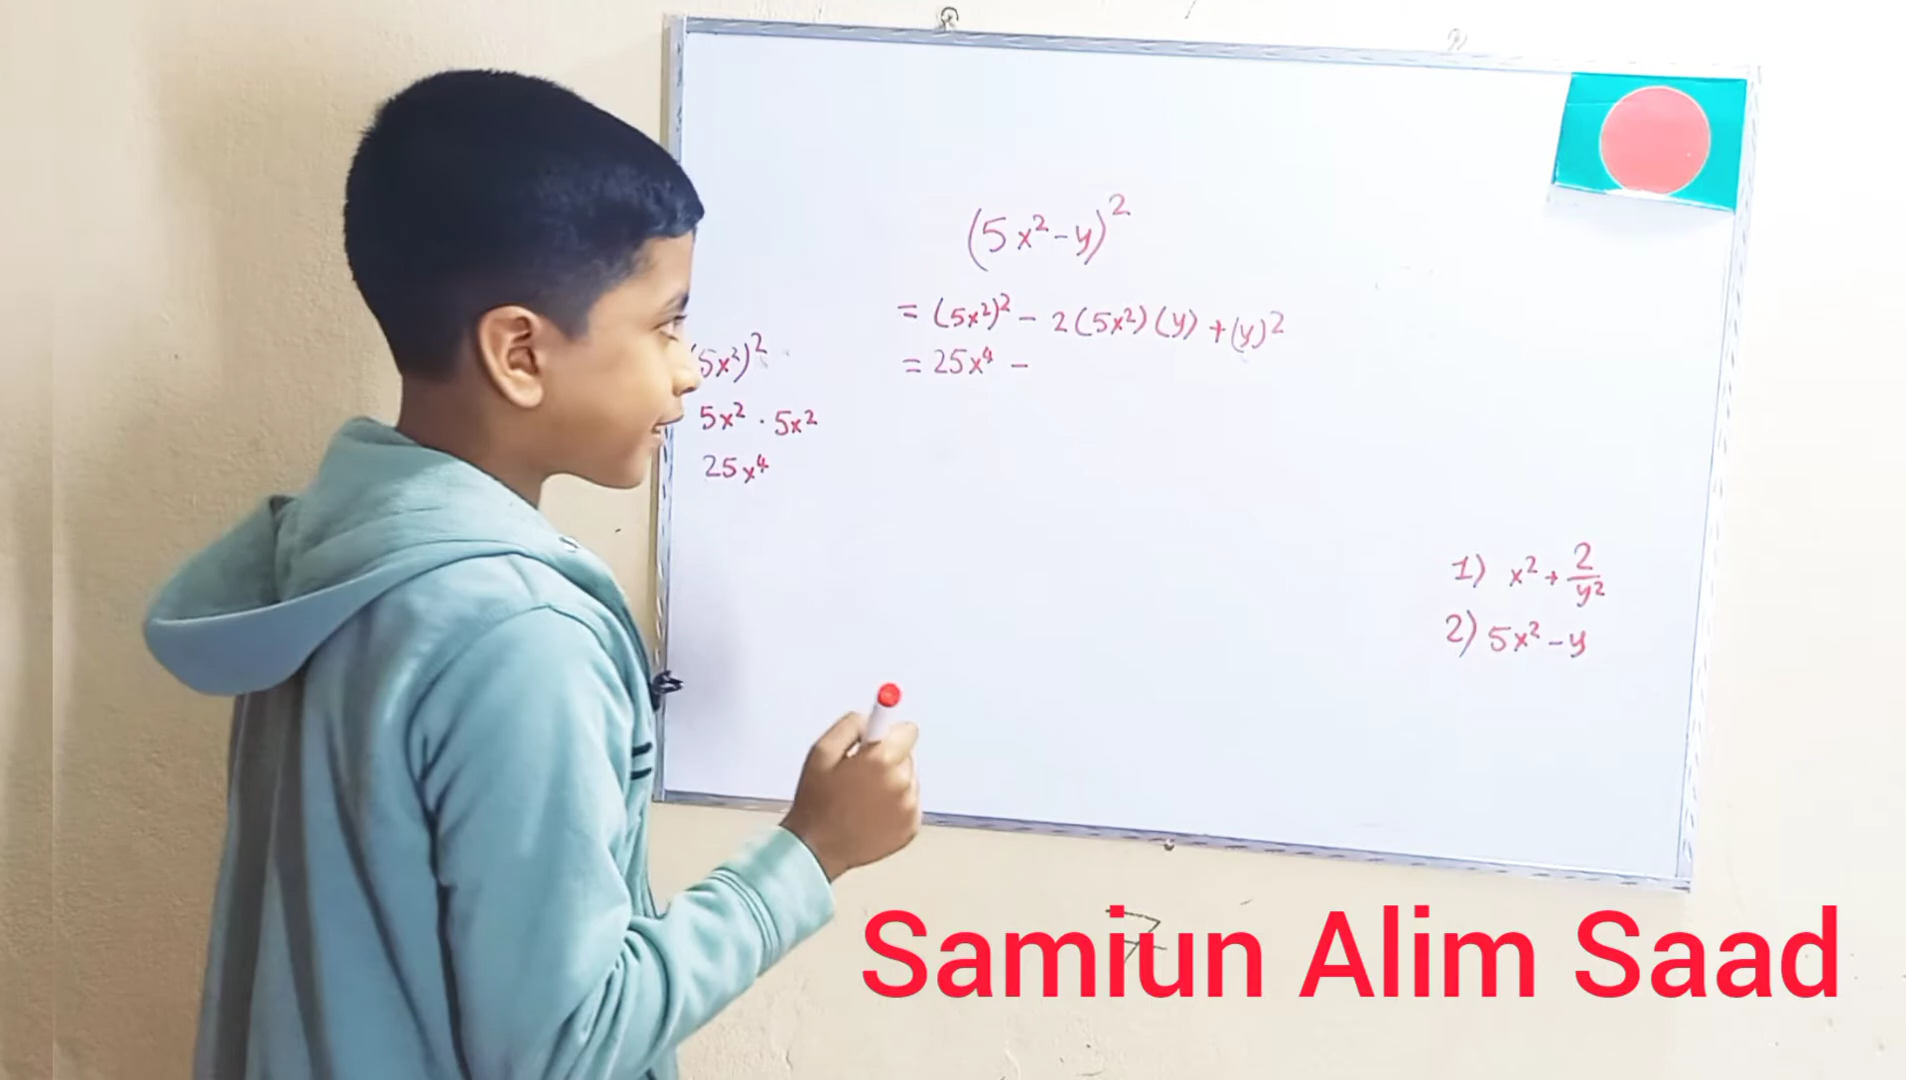 (5x²-y)²
= (5x²)² - 2(5x²)(y) + (y)²
= 25x⁴ -
(5x²)²
5x² · 5x²
25x⁴
1) x² + 2/y²
2) 5x² - y
Samiun Alim Saad